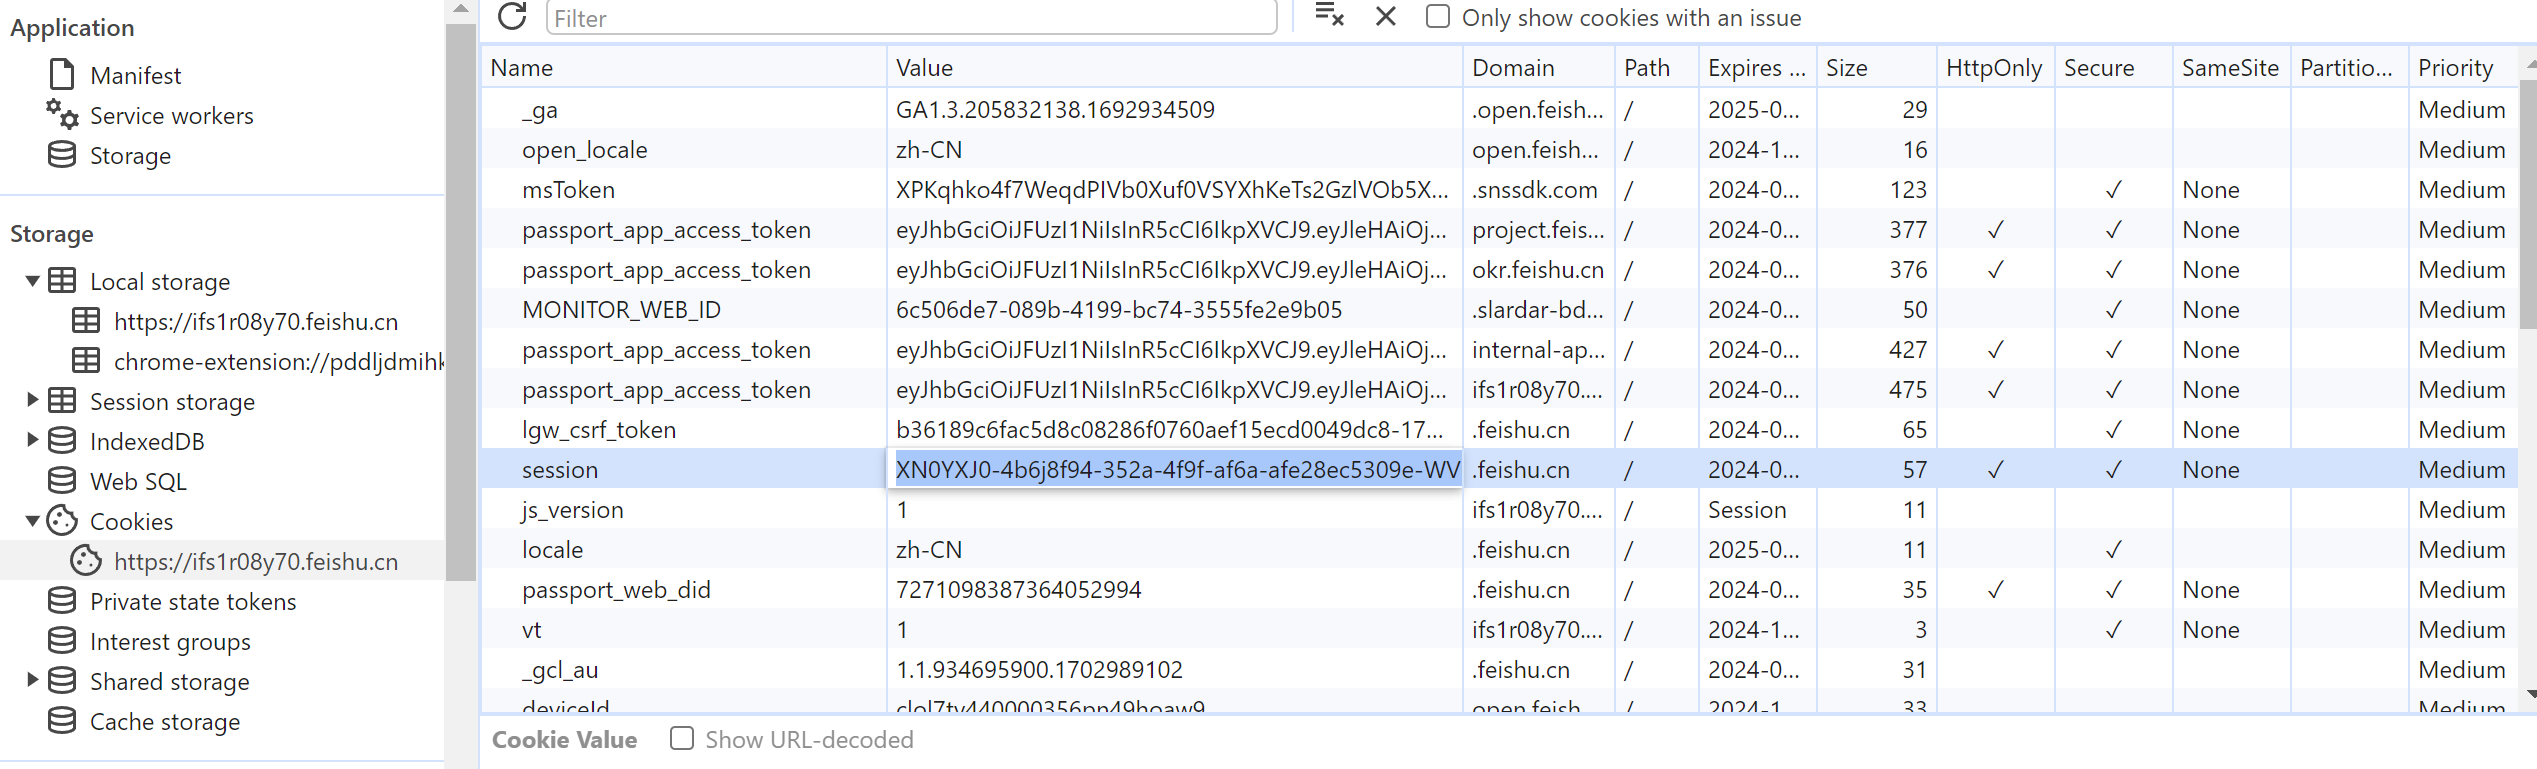 Application
Manifest
Service workers
Storage
Storage
Local storage
https://ifs1r08y70.feishu.cn
chrome-extension://pddljdmihk
Session storage
IndexedDB
Web SQL
Cookies
https://ifs1r08y70.feishu.cn
Private state tokens
Interest groups
Shared storage
Cache storage
Filter Only show cookies with an issue
Name Value Domain Path Expires ... Size HttpOnly Secure SameSite Partitio... Priority
_ga GA1.3.205832138.1692934509 .open.feish... / 2025-0... 29 Medium
open_locale zh-CN open.feish... / 2024-1... 16 Medium
msToken XPKqhko4f7WeqdPIVb0Xuf0VSYXhKeTs2GzlVOb5X... .snssdk.com / 2024-0... 123 ✓ None Medium
passport_app_access_token eyJhbGciOiJFUzI1NiIsInR5cCI6IkpXVCJ9.eyJleHAiOj... project.feis... / 2024-0... 377 ✓ ✓ None Medium
passport_app_access_token eyJhbGciOiJFUzI1NiIsInR5cCI6IkpXVCJ9.eyJleHAiOj... okr.feishu.cn / 2024-0... 376 ✓ ✓ None Medium
MONITOR_WEB_ID 6c506de7-089b-4199-bc74-3555fe2e9b05 .slardar-bd... / 2024-0... 50 ✓ None Medium
passport_app_access_token eyJhbGciOiJFUzI1NiIsInR5cCI6IkpXVCJ9.eyJleHAiOj... internal-ap... / 2024-0... 427 ✓ ✓ None Medium
passport_app_access_token eyJhbGciOiJFUzI1NiIsInR5cCI6IkpXVCJ9.eyJleHAiOj... ifs1r08y70.... / 2024-0... 475 ✓ ✓ None Medium
lgw_csrf_token b36189c6fac5d8c08286f0760aef15ecd0049dc8-17... .feishu.cn / 2024-0... 65 ✓ None Medium
session XN0YXJ0-4b6j8f94-352a-4f9f-af6a-afe28ec5309e-WV .feishu.cn / 2024-0... 57 ✓ ✓ None Medium
js_version 1 ifs1r08y70.... / Session 11 Medium
locale zh-CN .feishu.cn / 2025-0... 11 ✓ Medium
passport_web_did 7271098387364052994 .feishu.cn / 2024-0... 35 ✓ ✓ None Medium
vt 1 ifs1r08y70.... / 2024-1... 3 ✓ None Medium
_gcl_au 1.1.934695900.1702989102 .feishu.cn / 2024-0... 31 Medium
deviceId clol7ty440000356pn49hoaw9 open.feish / 2024-1 33 Medium
Cookie Value Show URL-decoded